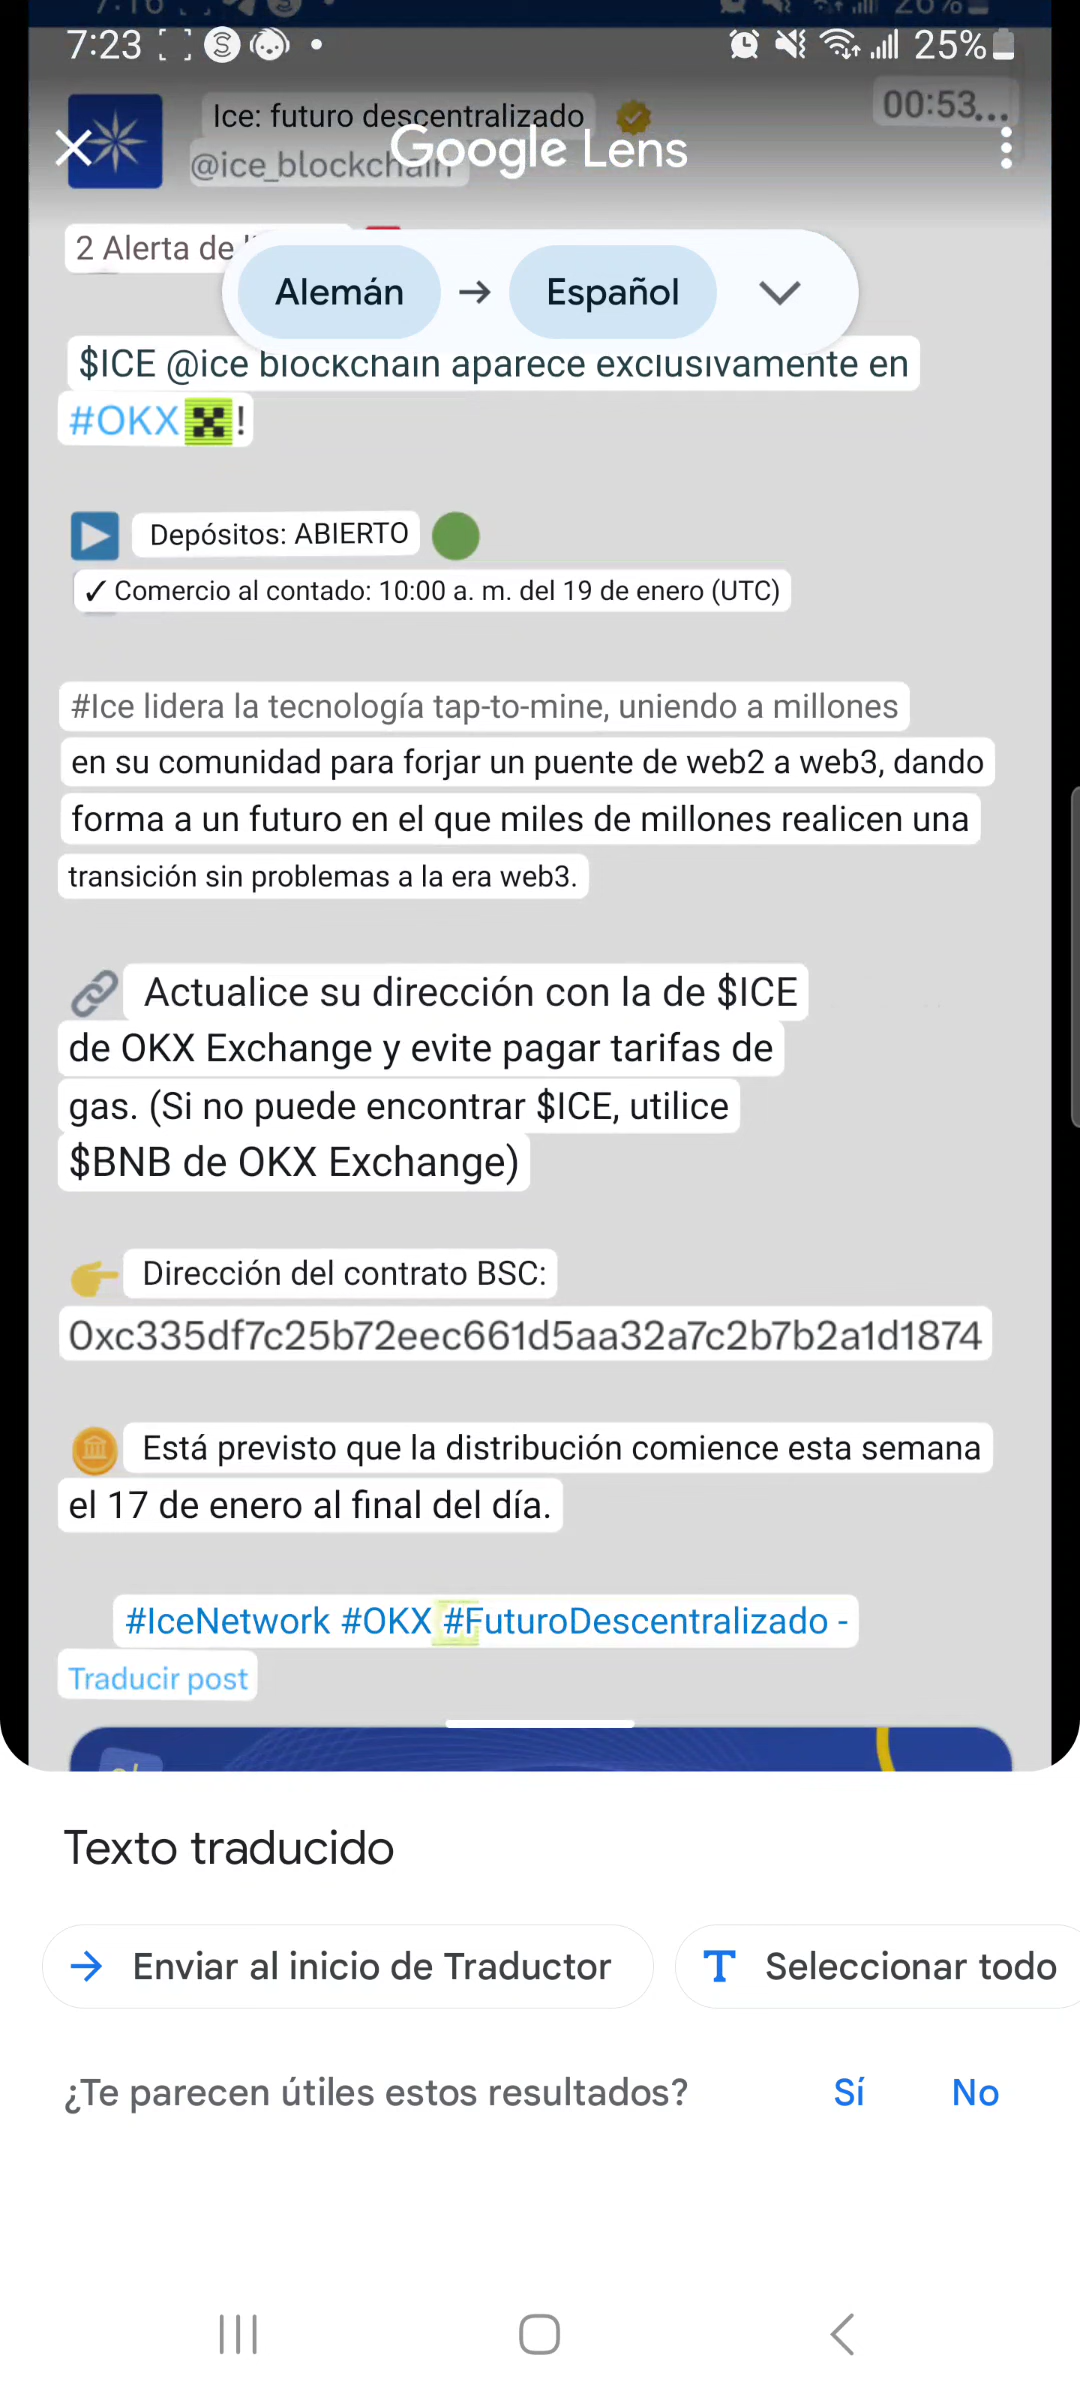 7:23
25%
Ice: futuro descentralizado
00:53...
@ice_blockchain
Google Lens
2 Alerta de
Alemán → Español
$ICE @ice blockchain aparece exclusivamente en
#OKX !
Depósitos: ABIERTO
✓ Comercio al contado: 10:00 a. m. del 19 de enero (UTC)
#Ice lidera la tecnología tap-to-mine, uniendo a millones
en su comunidad para forjar un puente de web2 a web3, dando
forma a un futuro en el que miles de millones realicen una
transición sin problemas a la era web3.
Actualice su dirección con la de $ICE
de OKX Exchange y evite pagar tarifas de
gas. (Si no puede encontrar $ICE, utilice
$BNB de OKX Exchange)
Dirección del contrato BSC:
0xc335df7c25b72eec661d5aa32a7c2b7b2a1d1874
Está previsto que la distribución comience esta semana
el 17 de enero al final del día.
#IceNetwork #OKX #FuturoDescentralizado -
Traducir post
Texto traducido
Enviar al inicio de Traductor
Seleccionar todo
¿Te parecen útiles estos resultados?
Sí
No